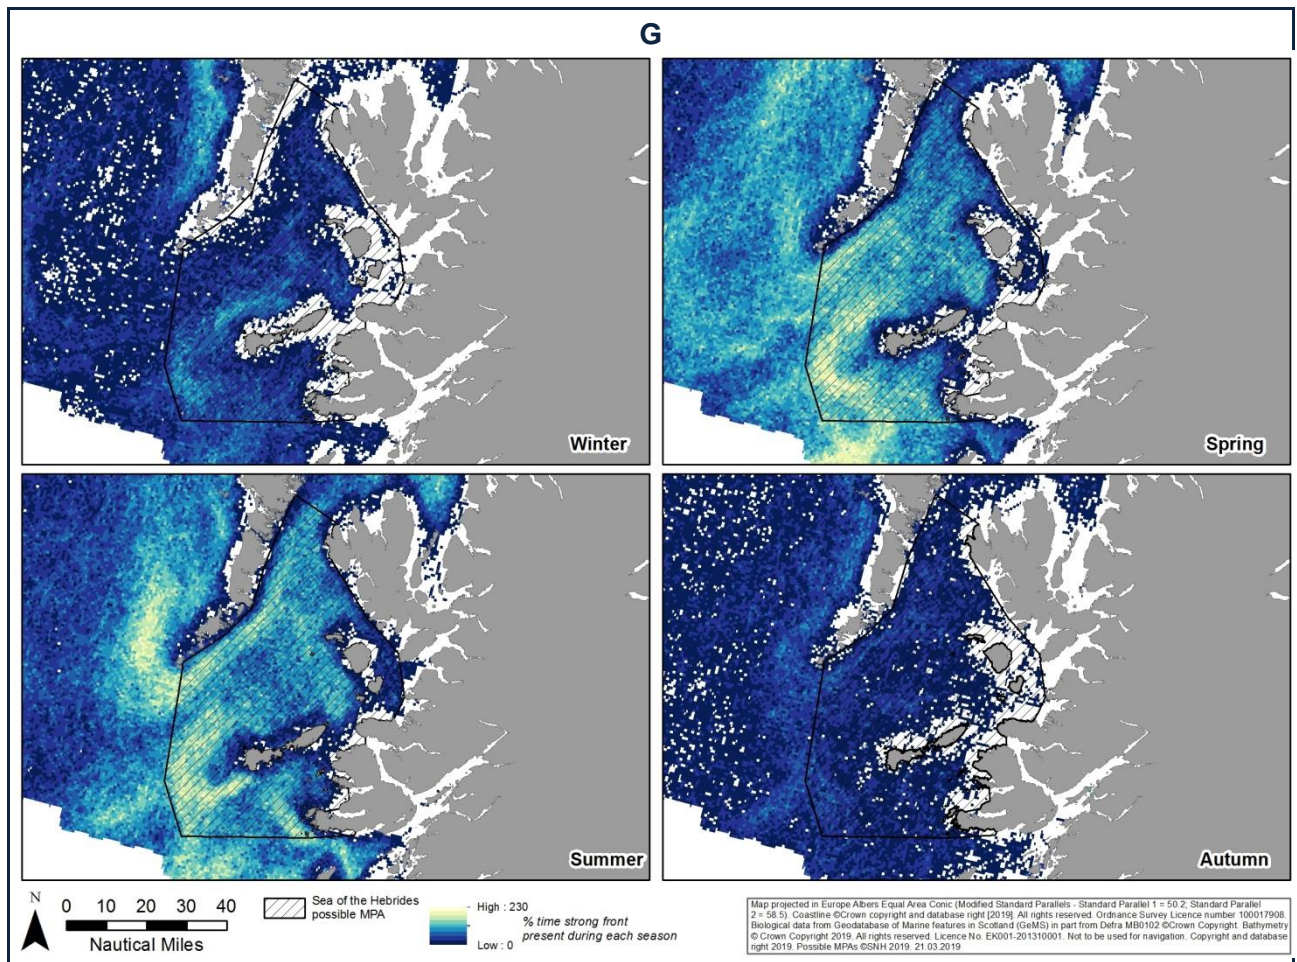 G
Winter
Spring
Summer
Autumn
N
0 10 20 30 40
Nautical Miles
Sea of the Hebrides
possible MPA
High : 230
Low : 0
% time strong front
present during each season
Map projected in Europe Albers Equal Area Conic (Modified Standard Parallels - Standard Parallel 1 = 50.2; Standard Parallel
2 = 58.5). Coastline ©Crown copyright and database right [2019]. All rights reserved. Ordnance Survey Licence number 100017908.
Biological data from Geodatabase of Marine features in Scotland (GeMS) in part from Defra MB0102 ©Crown Copyright. Bathymetry
© Crown Copyright 2019. All rights reserved. Licence No. EK001-201310001. Not to be used for navigation. Copyright and database
right 2019. Possible MPAs ©SNH 2019. 21.03.2019